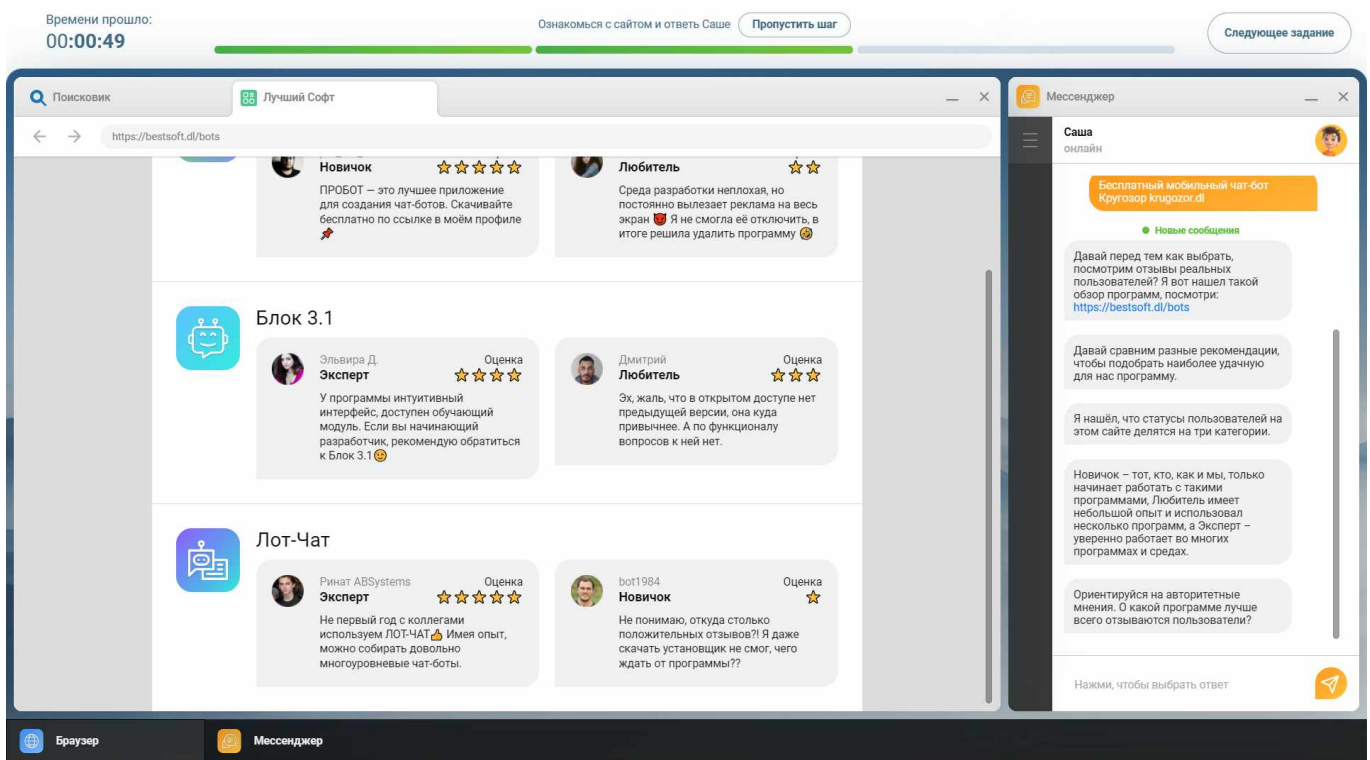 Времени прошло:
00:00:49
Ознакомься с сайтом и ответь Саше
Пропустить шаг
Следующее задание
Поисковик
Лучший Софт
https://bestsoft.dl/bots
Новичок
ПРОБОТ — это лучшее приложение
для создания чат-ботов. Скачивайте
бесплатно по ссылке в моём профиле
📌
Любитель
Среда разработки неплохая, но
постоянно вылезает реклама на весь
экран 😈 Я не смогла её отключить, в
итоге решила удалить программу 🤣
Блок 3.1
Эльвира Д.
Оценка
Эксперт
У программы интуитивный
интерфейс, доступен обучающий
модуль. Если вы начинающий
разработчик, рекомендую обратиться
к Блок 3.1😉
Дмитрий
Оценка
Любитель
Эх, жаль, что в открытом доступе нет
предыдущей версии, она куда
привычнее. А по функционалу
вопросов к ней нет.
Лот-Чат
Ринат ABSystems
Оценка
Эксперт
Не первый год с коллегами
используем ЛОТ-ЧАТ👍 Имея опыт,
можно собирать довольно
многоуровневые чат-боты.
bot1984
Оценка
Новичок
Не понимаю, откуда столько
положительных отзывов?! Я даже
скачать установщик не смог, чего
ждать от программы??
Мессенджер
Саша
онлайн
Бесплатный мобильный чат-бот
Кругозор krugozor.dl
Новые сообщения
Давай перед тем как выбрать,
посмотрим отзывы реальных
пользователей? Я вот нашел такой
обзор программ, посмотри:
https://bestsoft.dl/bots
Давай сравним разные рекомендации,
чтобы подобрать наиболее удачную
для нас программу.
Я нашёл, что статусы пользователей на
этом сайте делятся на три категории.
Новичок – тот, кто, как и мы, только
начинает работать с такими
программами, Любитель имеет
небольшой опыт и использовал
несколько программ, а Эксперт –
уверенно работает во многих
программах и средах.
Ориентируйся на авторитетные
мнения. О какой программе лучше
всего отзываются пользователи?
Нажми, чтобы выбрать ответ
Браузер
Мессенджер